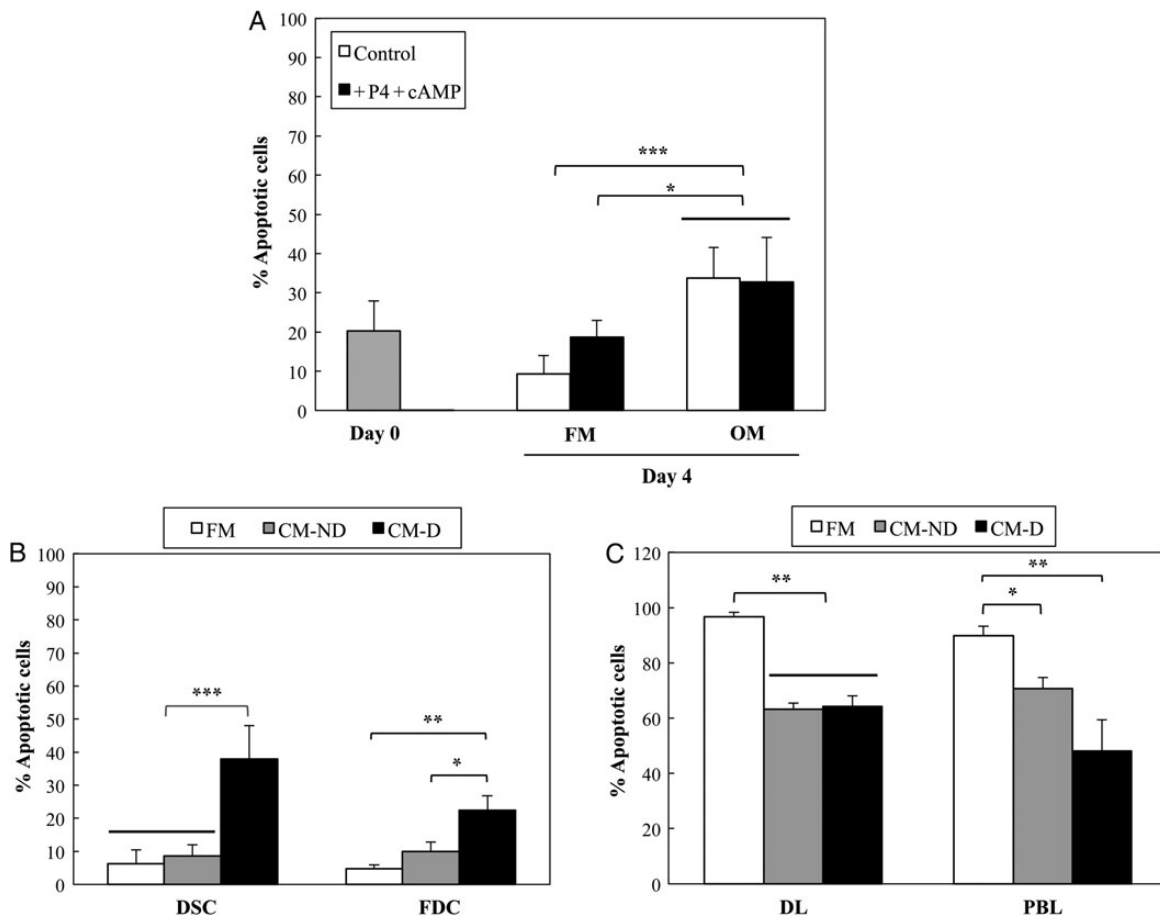 A
100
90
80
70
60
50
40
30
20
10
0
% Apoptotic cells
Control
+ P4 + cAMP
***
*
Day 0
FM
OM
Day 4
B
FM
CM-ND
CM-D
100
90
80
70
60
50
40
30
20
10
0
% Apoptotic cells
***
**
*
DSC
FDC
C
FM
CM-ND
CM-D
120
100
80
60
40
20
0
% Apoptotic cells
**
**
*
DL
PBL